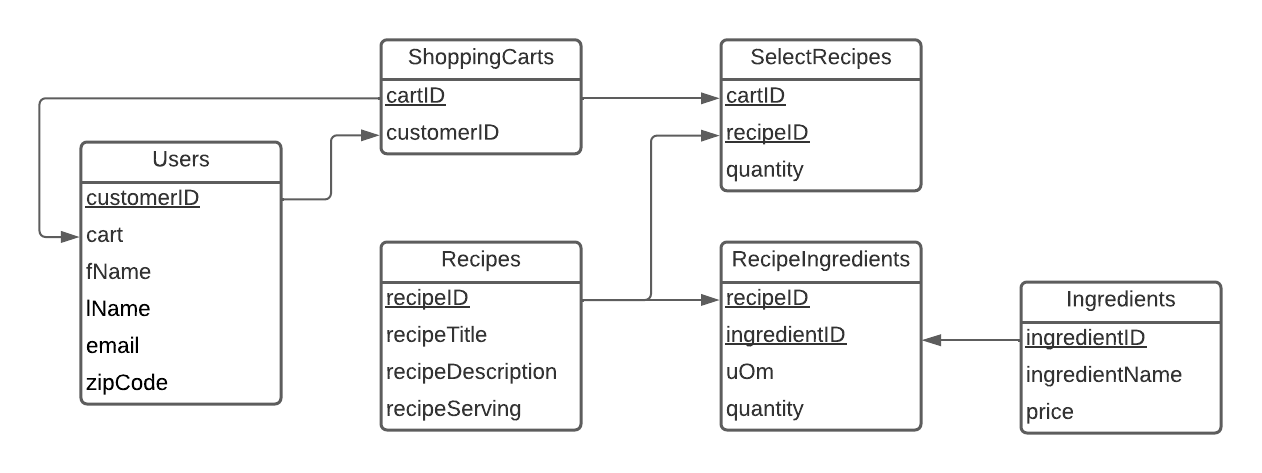 ShoppingCarts
cartID
customerID
SelectRecipes
cartID
recipeID
quantity
Users
customerID
cart
fName
lName
email
zipCode
Recipes
recipeID
recipeTitle
recipeDescription
recipeServing
RecipeIngredients
recipeID
ingredientID
uOm
quantity
Ingredients
ingredientID
ingredientName
price